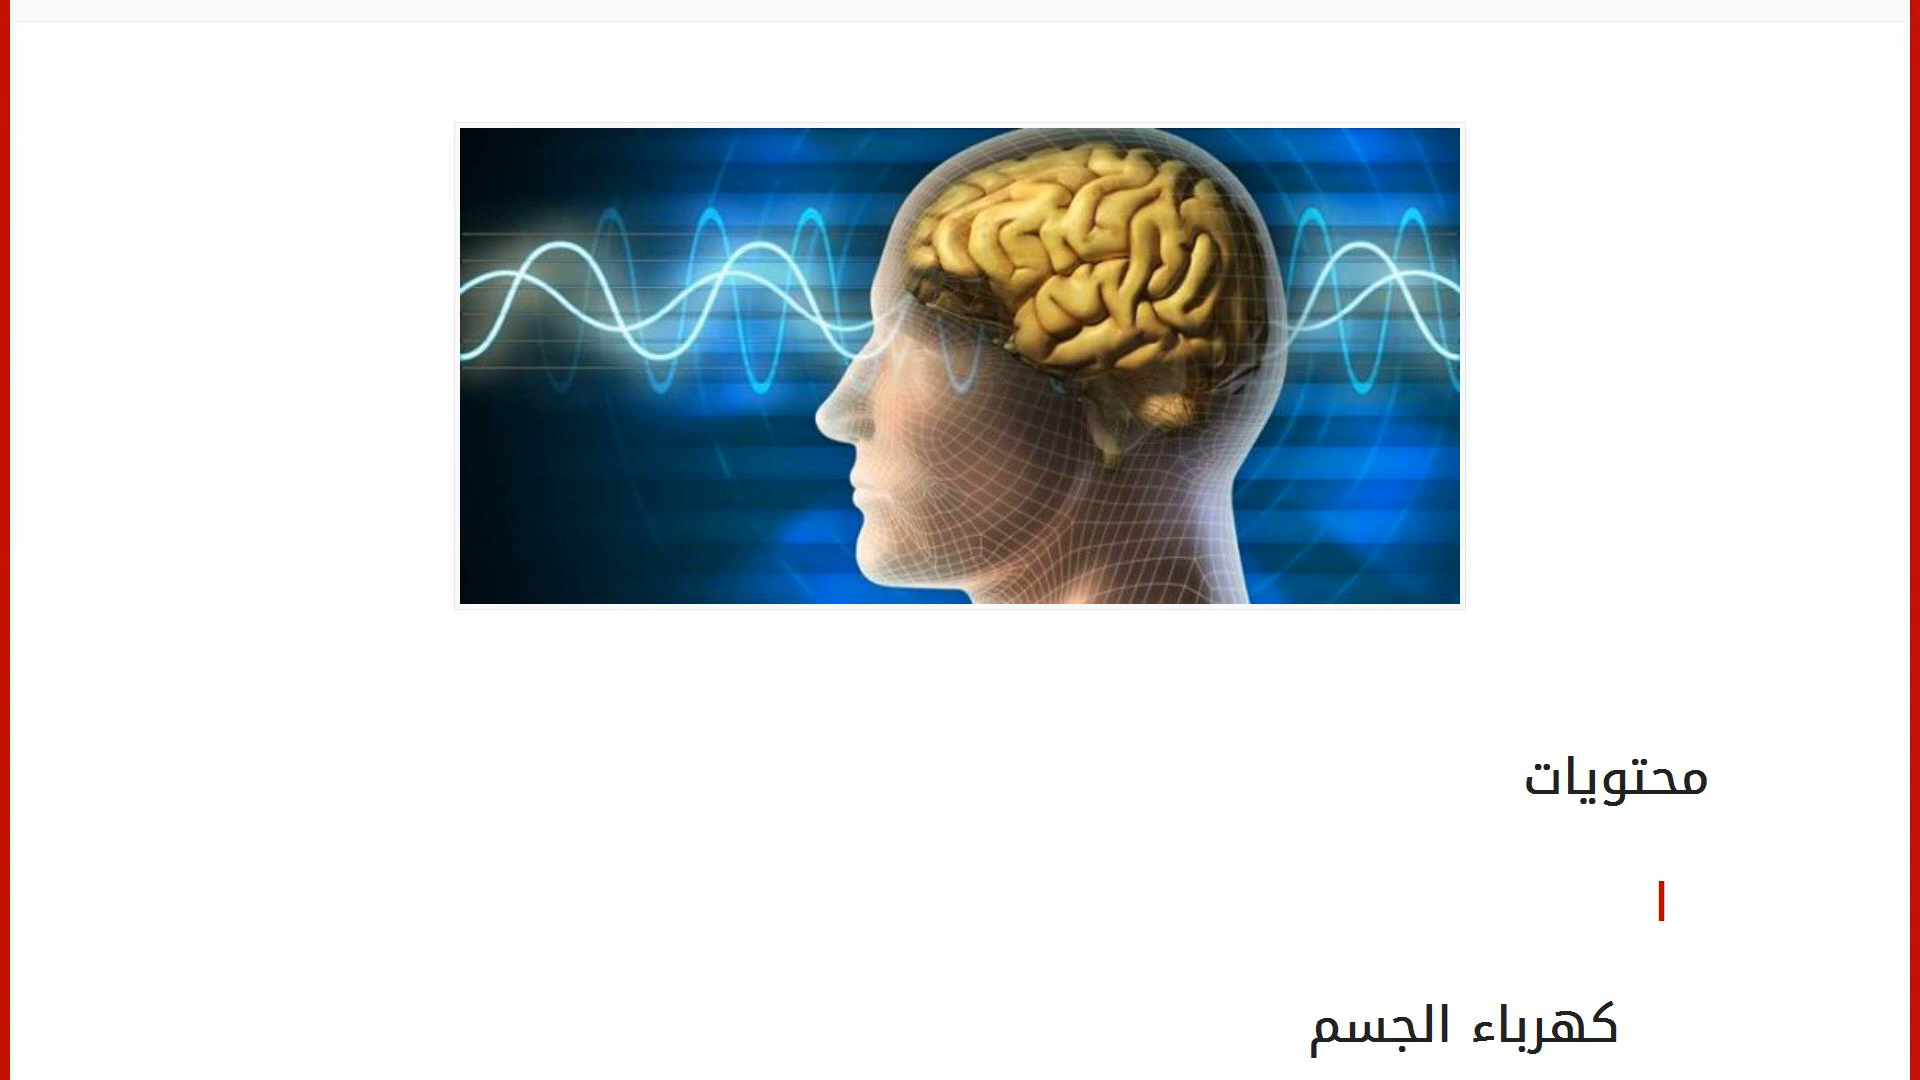 محتويات
ا
كهرباء الجسم